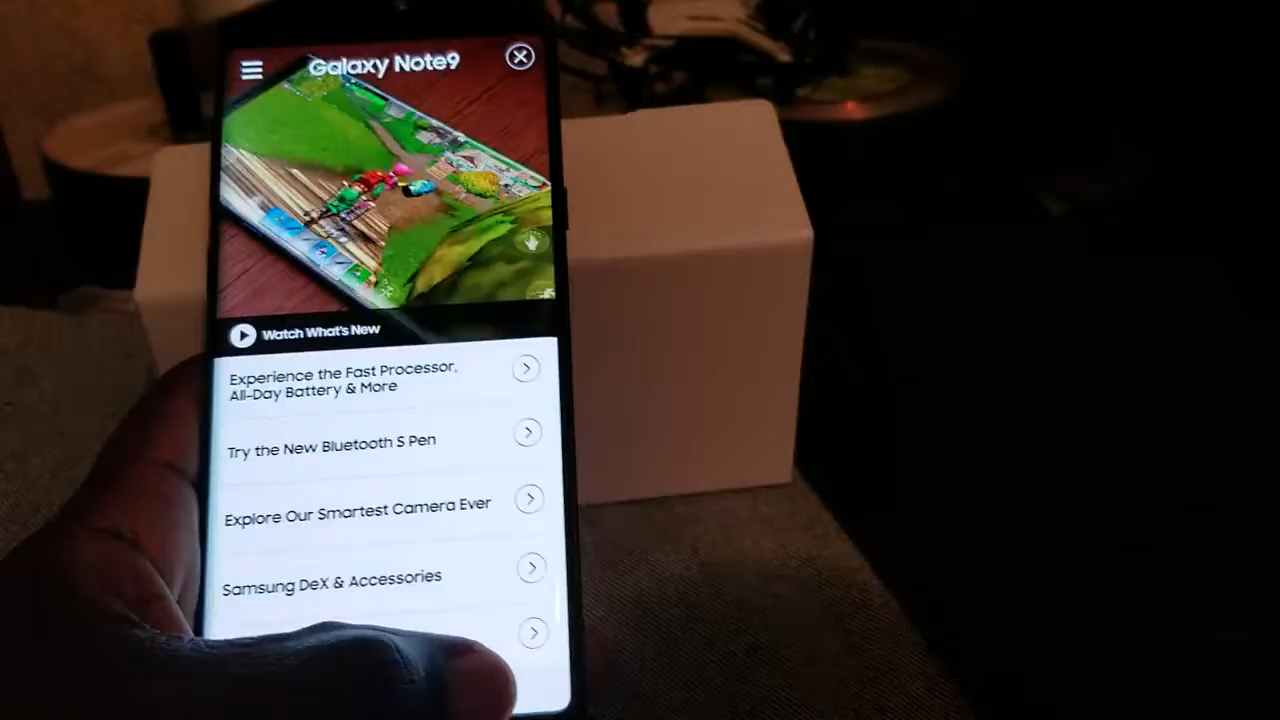 Galaxy Note9
Watch What's New
Experience the Fast Processor,
All-Day Battery & More
Try the New Bluetooth S Pen
Explore Our Smartest Camera Ever
Samsung DeX & Accessories